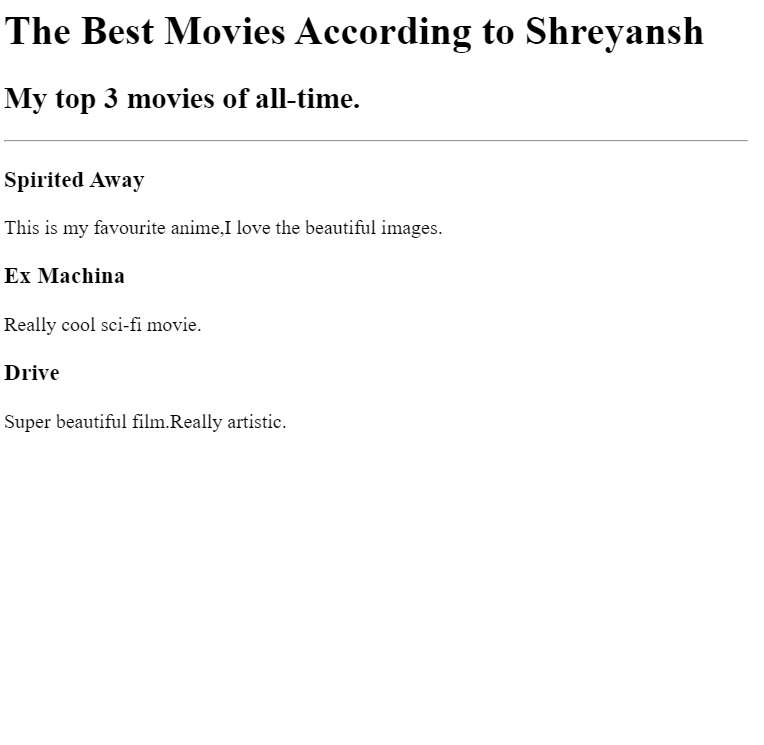 The Best Movies According to Shreyansh
My top 3 movies of all-time.
Spirited Away
This is my favourite anime,I love the beautiful images.
Ex Machina
Really cool sci-fi movie.
Drive
Super beautiful film.Really artistic.